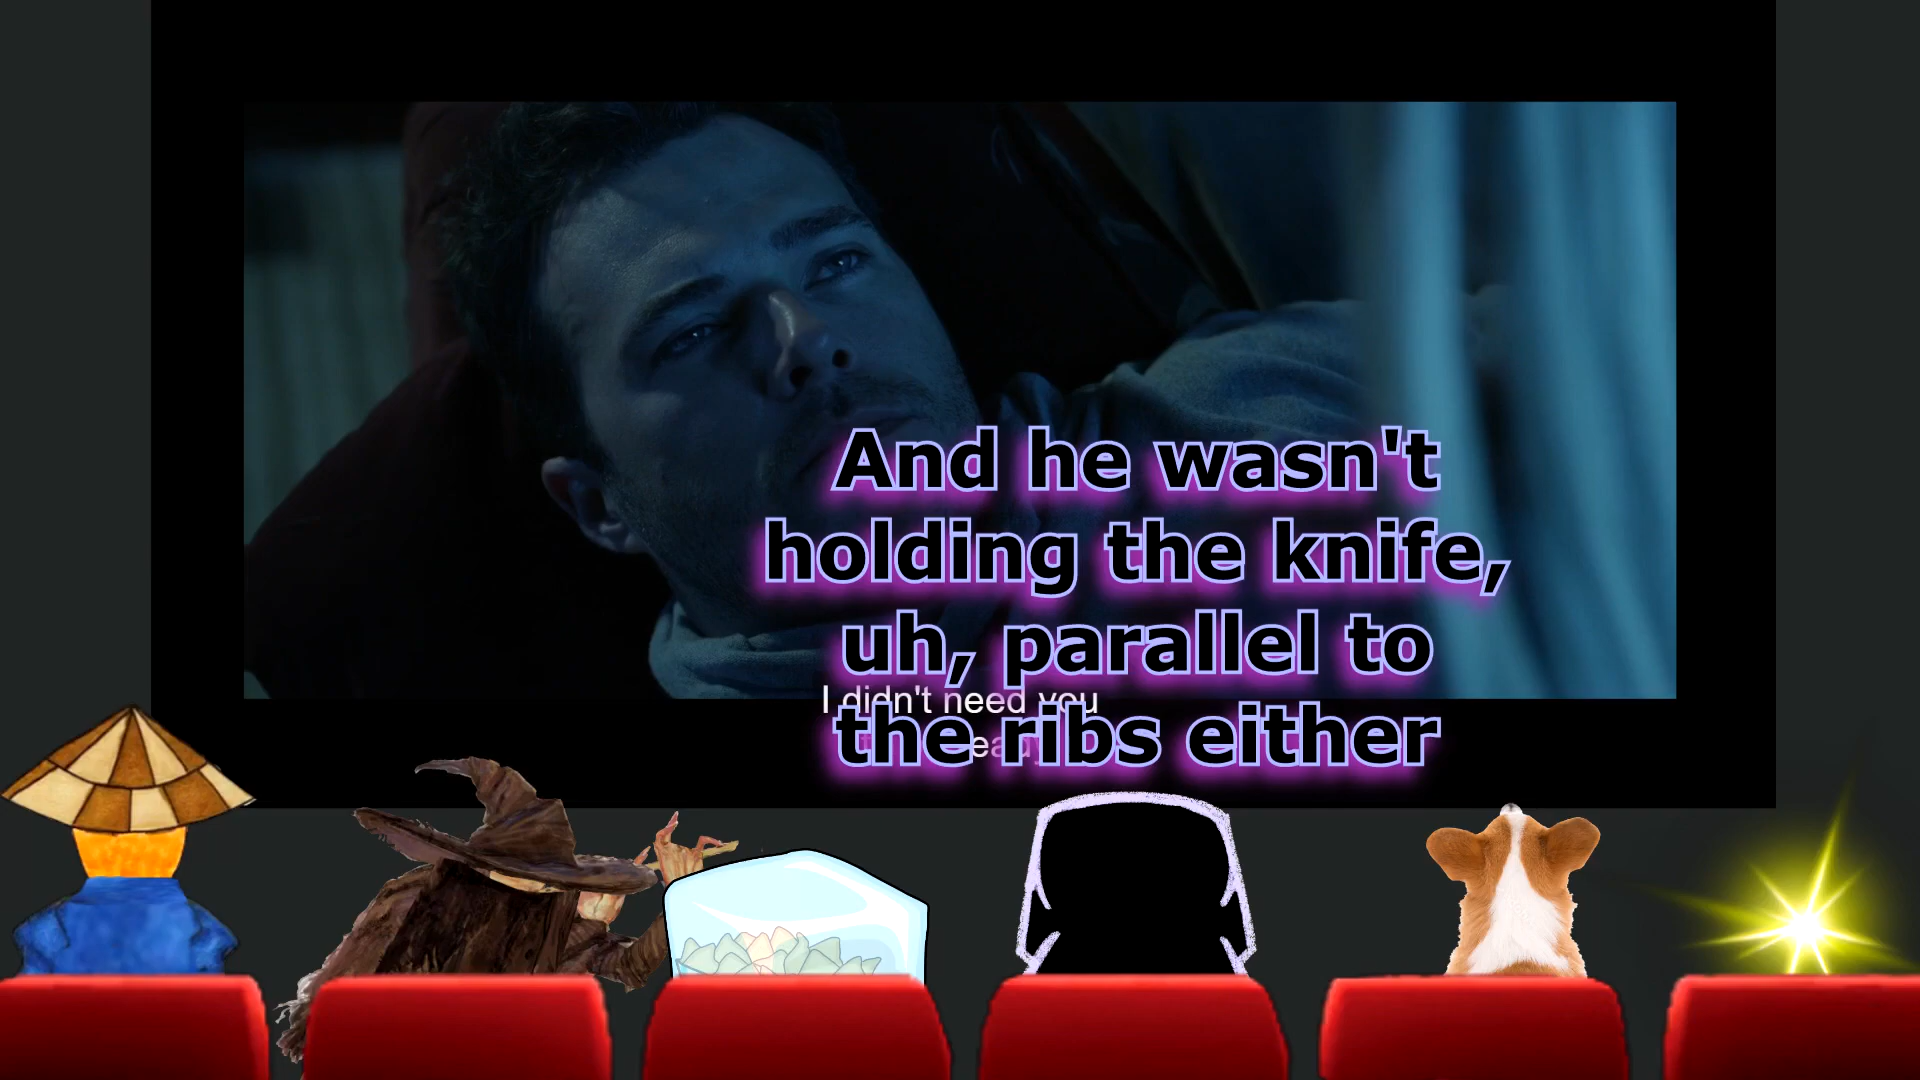 And he wasn't
holding the knife,
uh, parallel to
I didn't need you
the ribs either